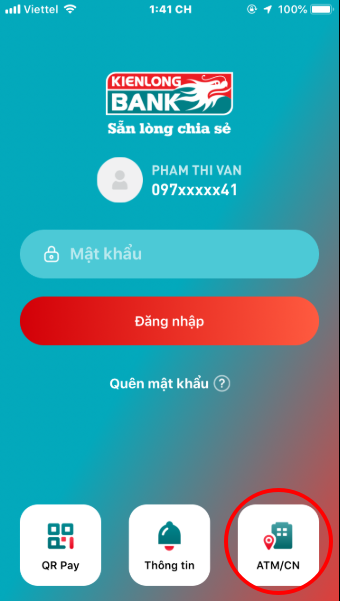 Viettel 1:41 CH 100%
KIENLONG
BANK
Sẵn lòng chia sẻ
PHAM THI VAN
097xxxxx41
Mật khẩu
Đăng nhập
Quên mật khẩu ?
QR Pay Thông tin ATM/CN